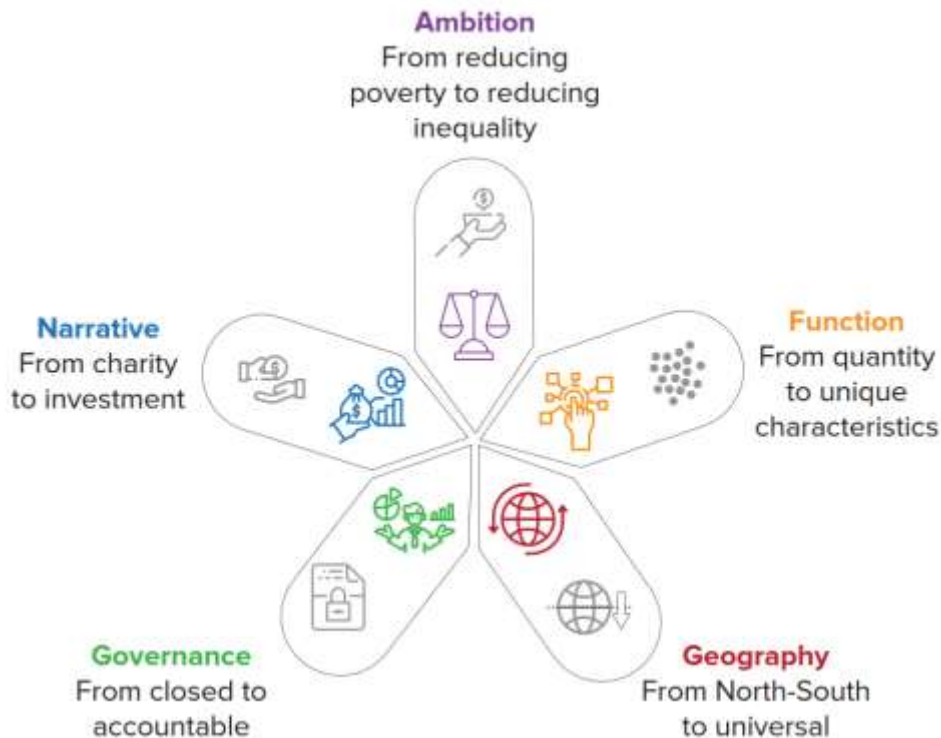 Ambition
From reducing
poverty to reducing
inequality
Narrative
From charity
to investment
Function
From quantity
to unique
characteristics
Governance
From closed to
accountable
Geography
From North-South
to universal